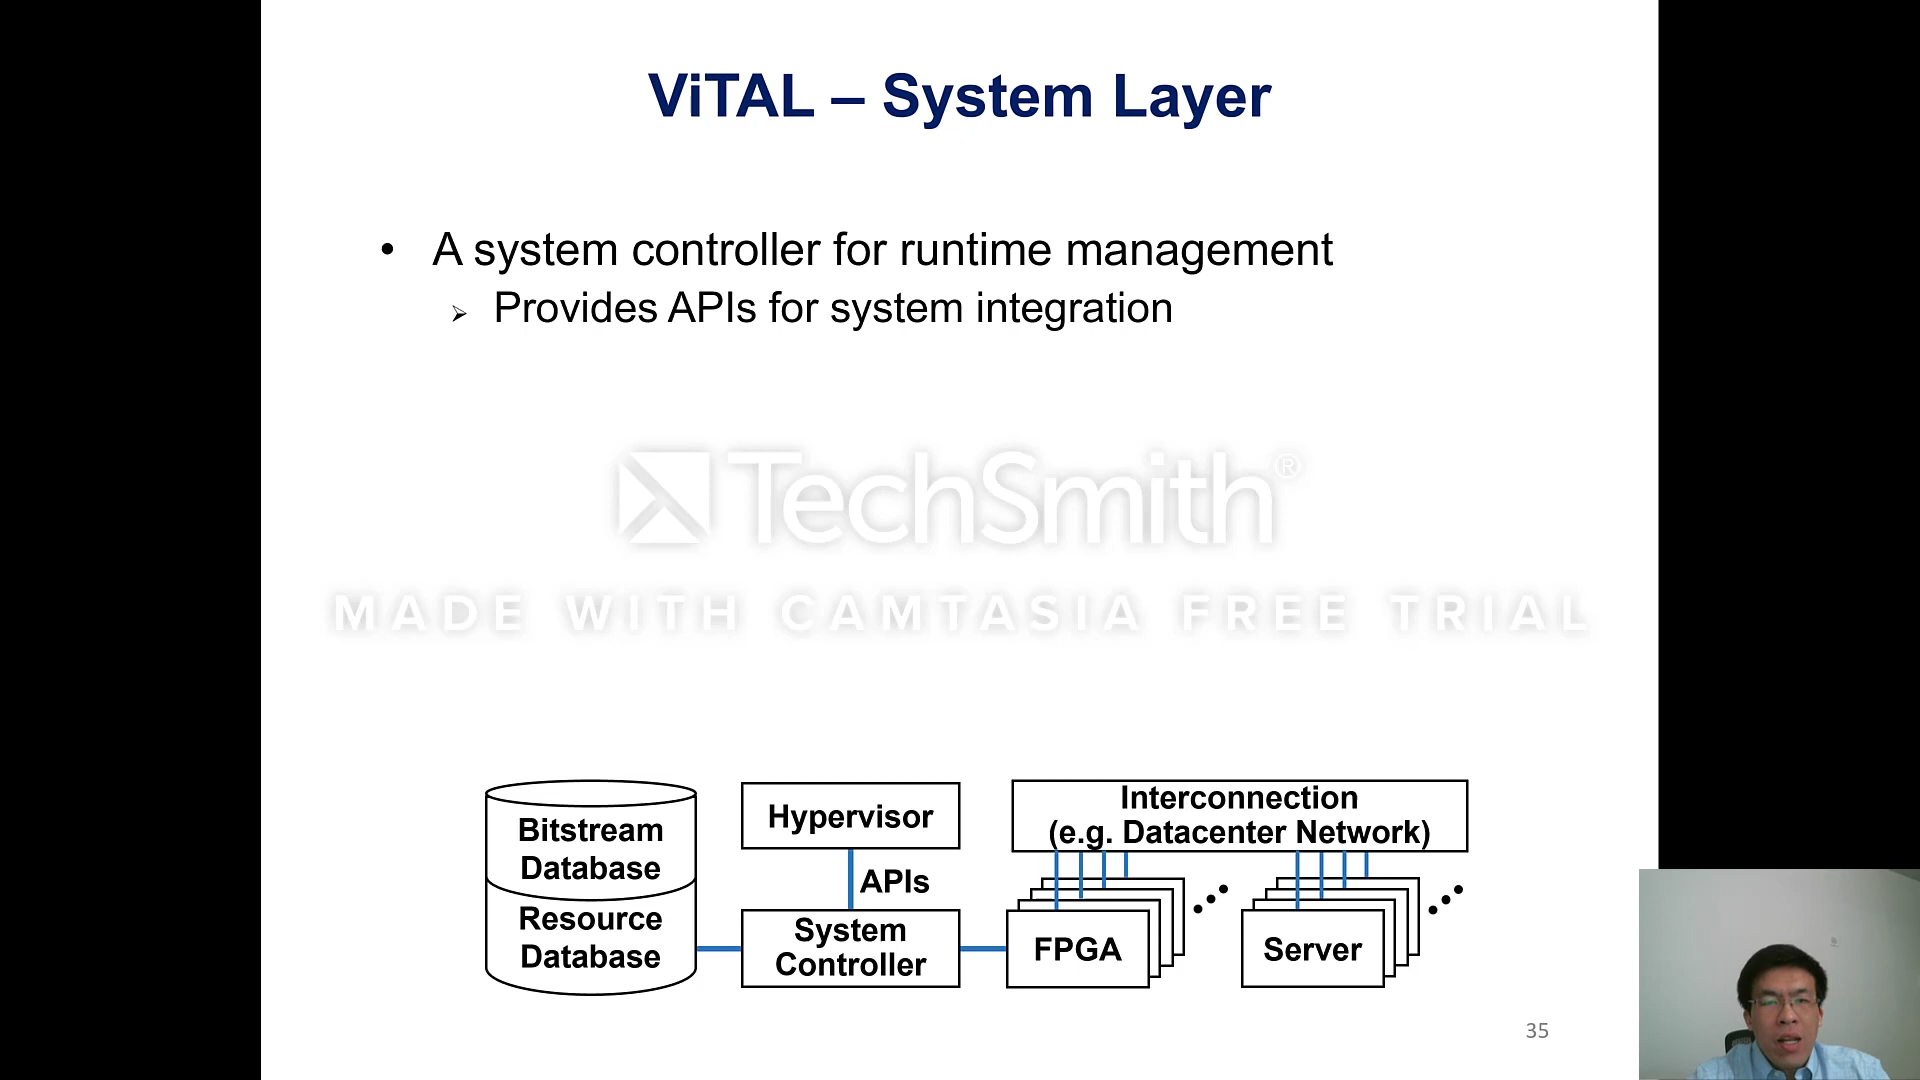 ViTAL – System Layer
• A system controller for runtime management
➢ Provides APIs for system integration
TechSmith®
MADE WITH CAMTASIA FREE TRIAL
Bitstream
Database
Resource
Database
Hypervisor
APIs
System
Controller
Interconnection
(e.g. Datacenter Network)
FPGA
Server
35